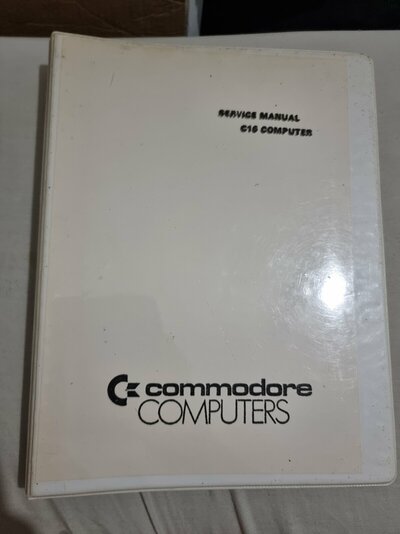 SERVICE MANUAL
C16 COMPUTER
commodore
COMPUTERS